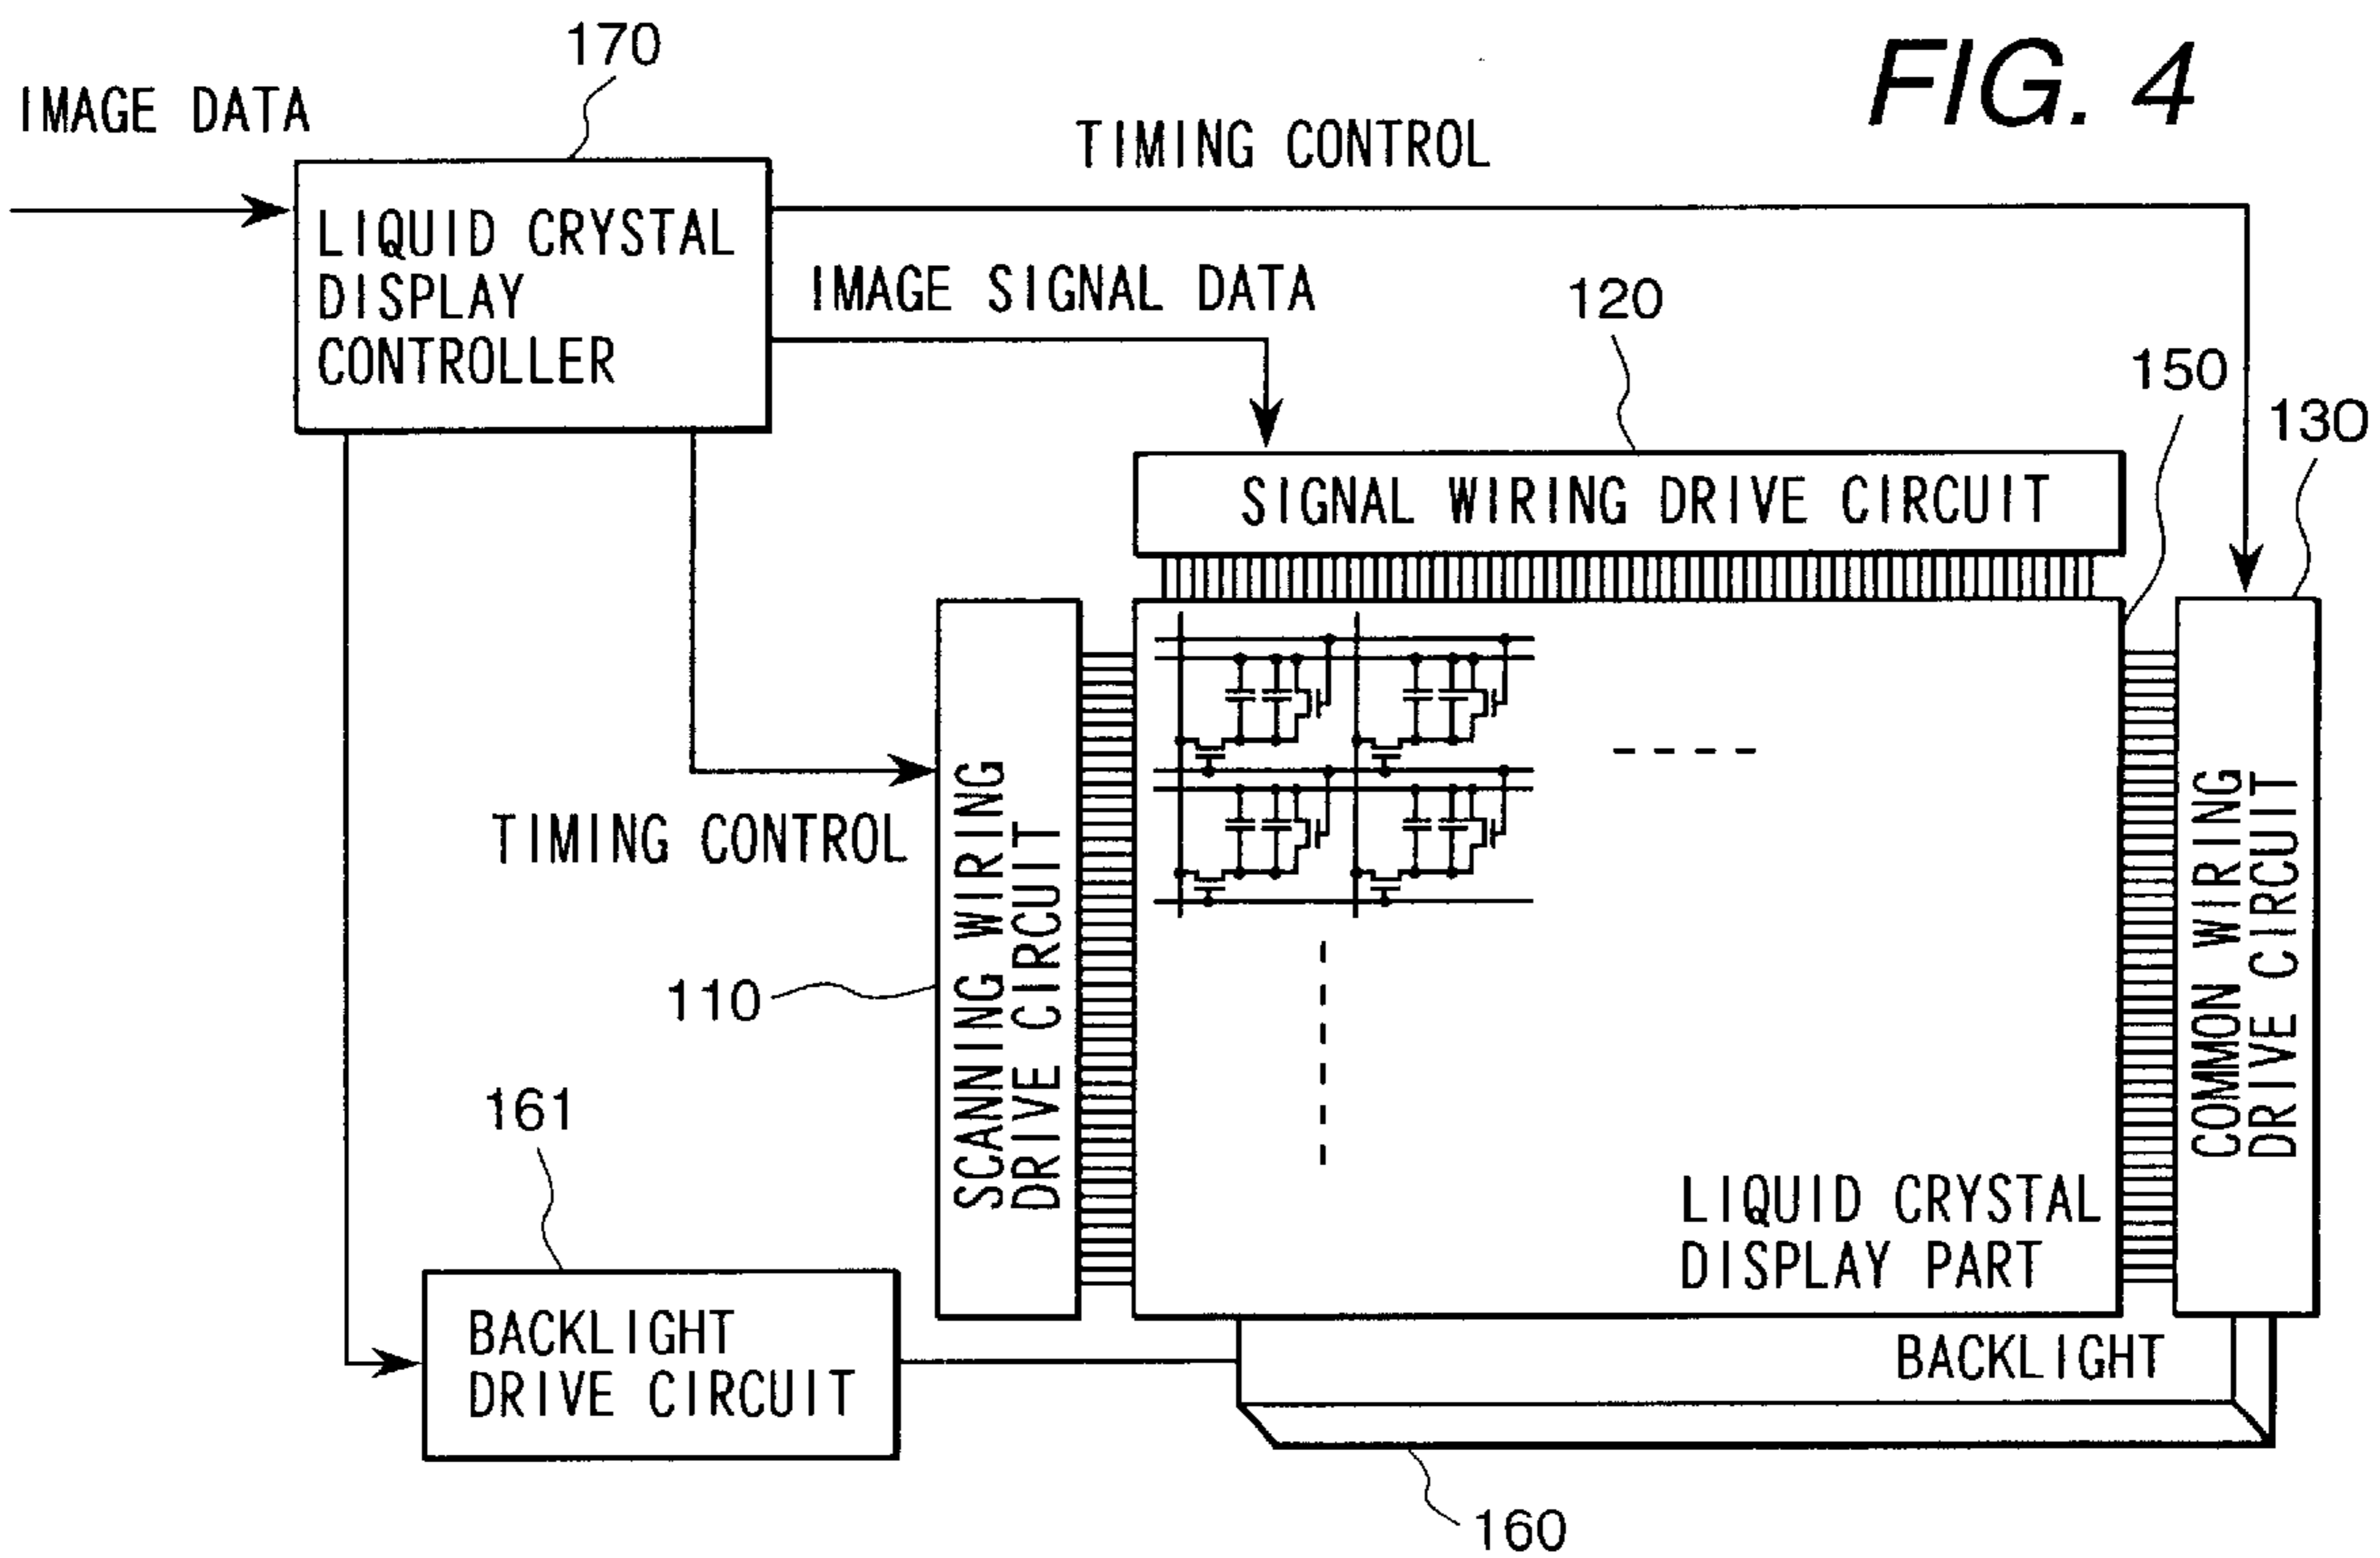 170
FIG. 4
IMAGE DATA
TIMING CONTROL
LIQUID CRYSTAL
DISPLAY
CONTROLLER
IMAGE SIGNAL DATA
120
150
130
SIGNAL WIRING DRIVE CIRCUIT
TIMING CONTROL
110
SCANNING WIRING
DRIVE CIRCUIT
COMMON WIRING
DRIVE CIRCUIT
161
LIQUID CRYSTAL
DISPLAY PART
BACKLIGHT
DRIVE CIRCUIT
BACKLIGHT
160